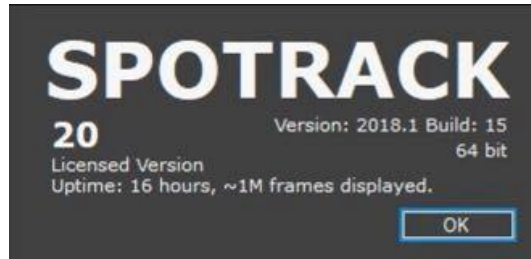 SPOTRACK
20
Version: 2018.1 Build: 15
64 bit
Licensed Version
Uptime: 16 hours, ~1M frames displayed.
OK